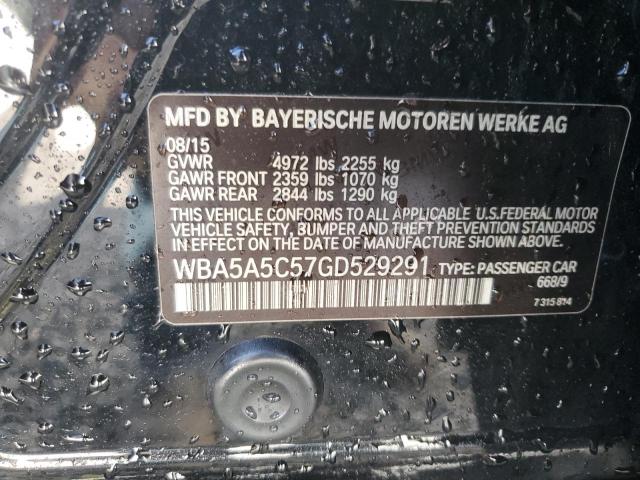 MFD BY BAYERISCHE MOTOREN WERKE AG
08/15
GVWR 4972 lbs 2255 kg
GAWR FRONT 2359 lbs 1070 kg
GAWR REAR 2844 lbs 1290 kg
THIS VEHICLE CONFORMS TO ALL APPLICABLE U.S.FEDERAL MOTOR
VEHICLE SAFETY, BUMPER AND THEFT PREVENTION STANDARDS
IN EFFECT ON THE DATE OF MANUFACTURE SHOWN ABOVE.
WBA5A5C57GD529291 TYPE: PASSENGER CAR
668/9
7 315 814